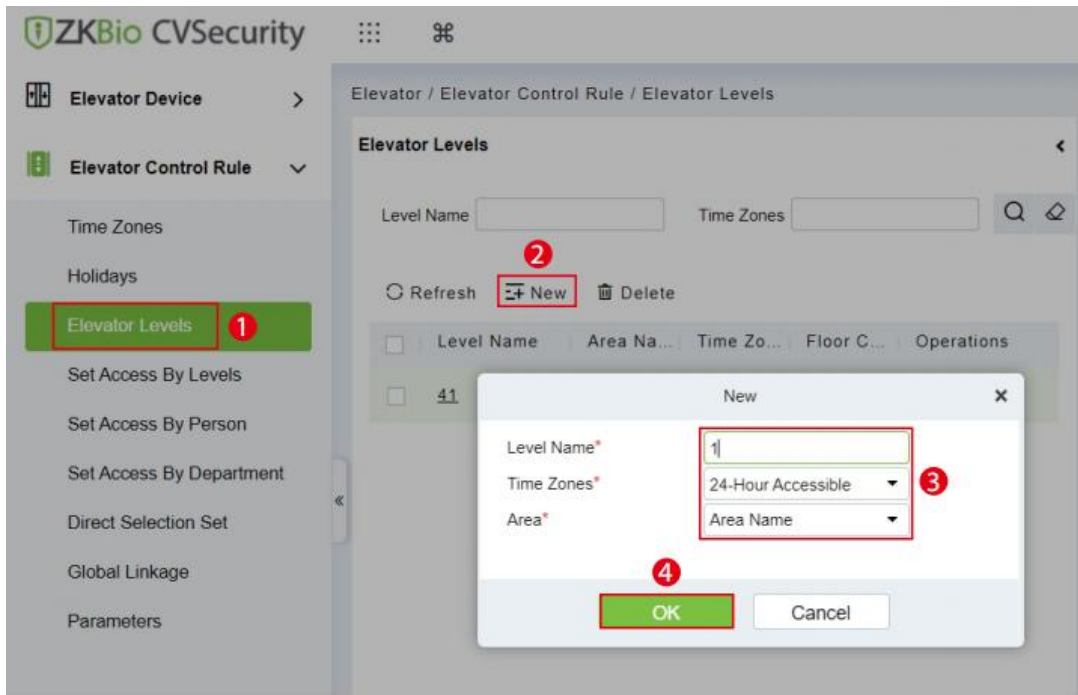 ZKBio CVSecurity
Elevator Device
Elevator Control Rule
Time Zones
Holidays
Elevator Levels
1
Set Access By Levels
Set Access By Person
Set Access By Department
Direct Selection Set
Global Linkage
Parameters
Elevator / Elevator Control Rule / Elevator Levels
Elevator Levels
Level Name Time Zones
2
Refresh New Delete
Level Name Area Na... Time Zo... Floor C... Operations
41
New
Level Name* 1
Time Zones* 24-Hour Accessible
3
Area* Area Name
4
OK Cancel